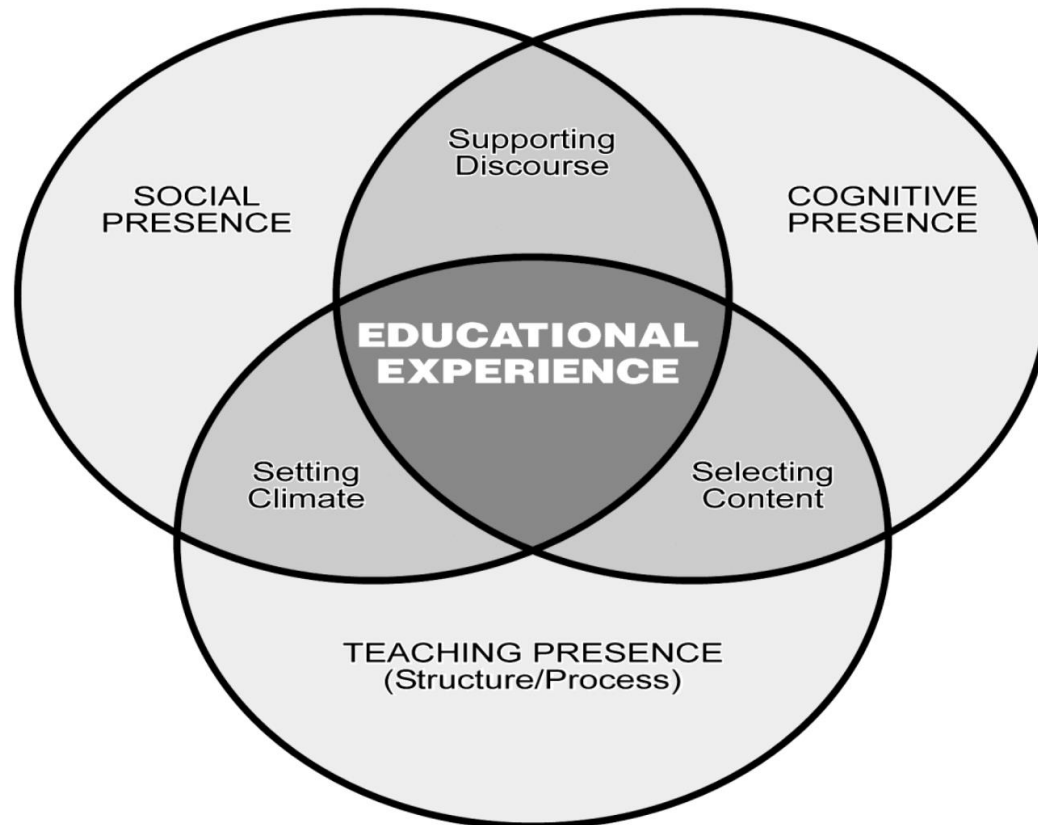 Supporting
Discourse
SOCIAL
PRESENCE
COGNITIVE
PRESENCE
EDUCATIONAL
EXPERIENCE
Setting
Climate
Selecting
Content
TEACHING PRESENCE
(Structure/Process)